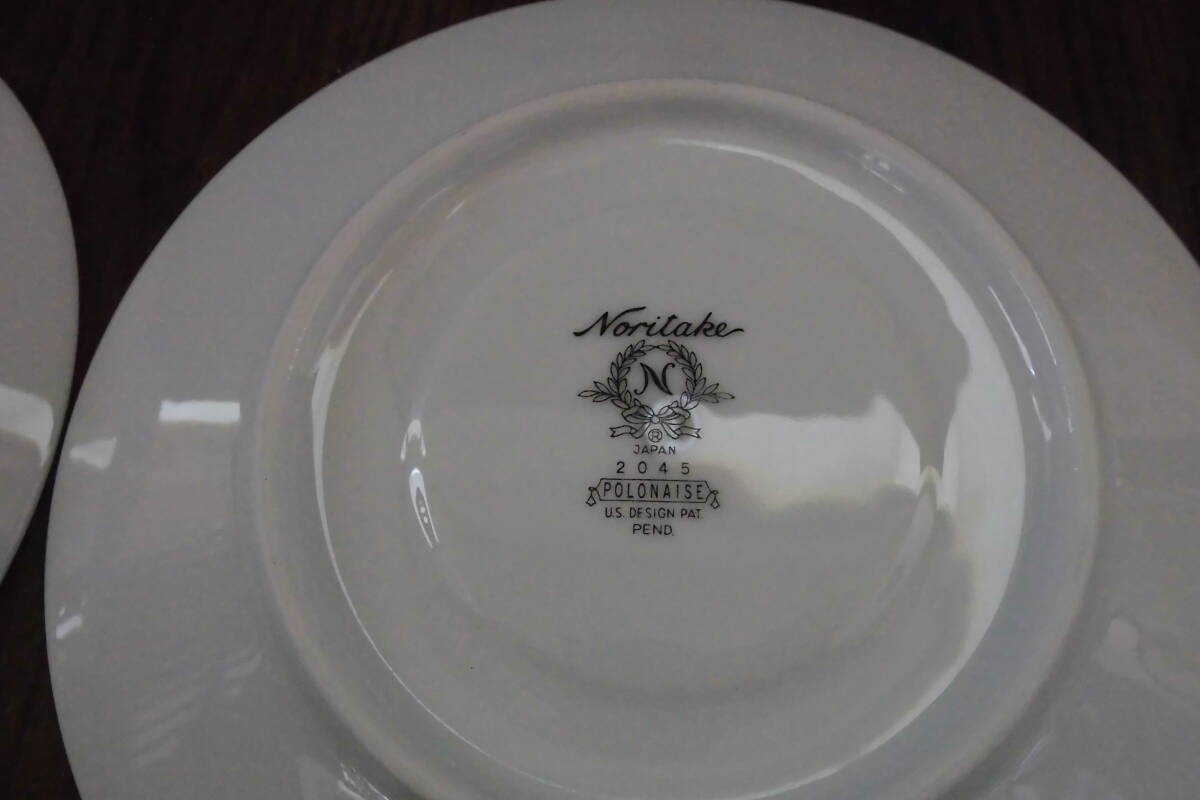 Noritake
N
®
JAPAN
2045
POLONAISE
U.S. DESIGN PAT.
PEND.